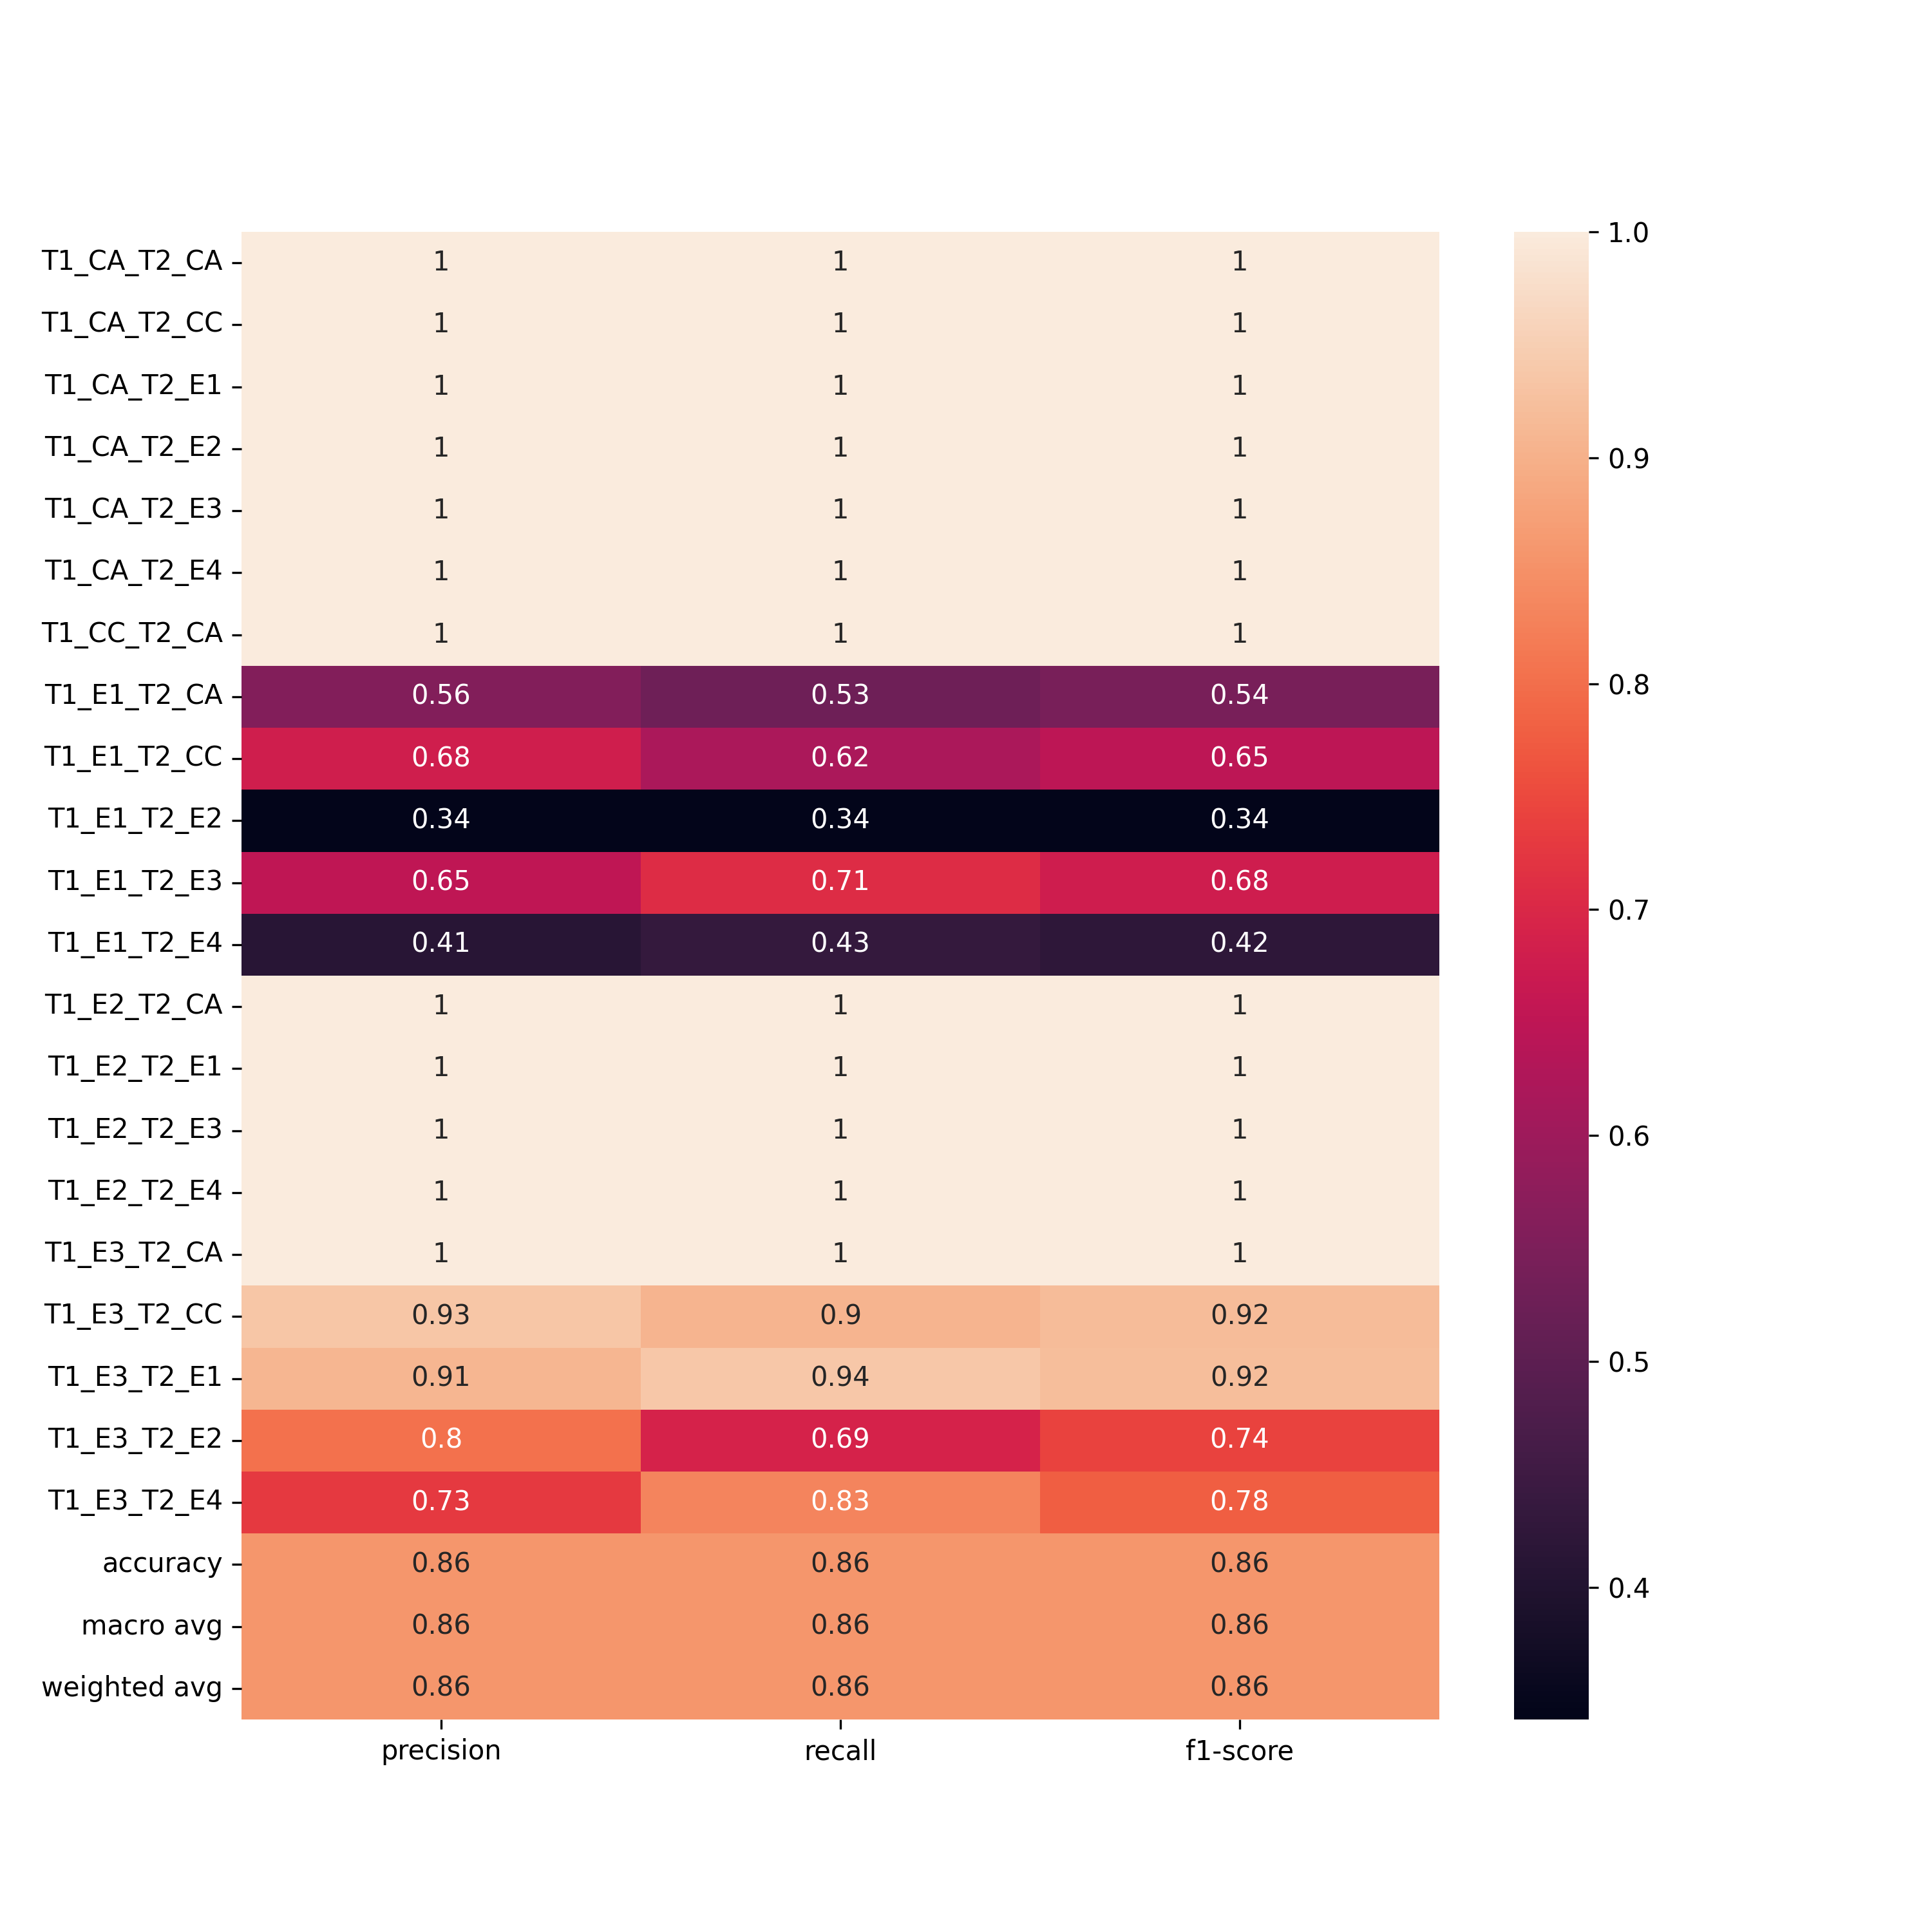 T1_CA_T2_CA 1 1 1
T1_CA_T2_CC 1 1 1
T1_CA_T2_E1 1 1 1
T1_CA_T2_E2 1 1 1
T1_CA_T2_E3 1 1 1
T1_CA_T2_E4 1 1 1
T1_CC_T2_CA 1 1 1
T1_E1_T2_CA 0.56 0.53 0.54
T1_E1_T2_CC 0.68 0.62 0.65
T1_E1_T2_E2 0.34 0.34 0.34
T1_E1_T2_E3 0.65 0.71 0.68
T1_E1_T2_E4 0.41 0.43 0.42
T1_E2_T2_CA 1 1 1
T1_E2_T2_E1 1 1 1
T1_E2_T2_E3 1 1 1
T1_E2_T2_E4 1 1 1
T1_E3_T2_CA 1 1 1
T1_E3_T2_CC 0.93 0.9 0.92
T1_E3_T2_E1 0.91 0.94 0.92
T1_E3_T2_E2 0.8 0.69 0.74
T1_E3_T2_E4 0.73 0.83 0.78
accuracy 0.86 0.86 0.86
macro avg 0.86 0.86 0.86
weighted avg 0.86 0.86 0.86
precision recall f1-score
1.0
0.9
0.8
0.7
0.6
0.5
0.4